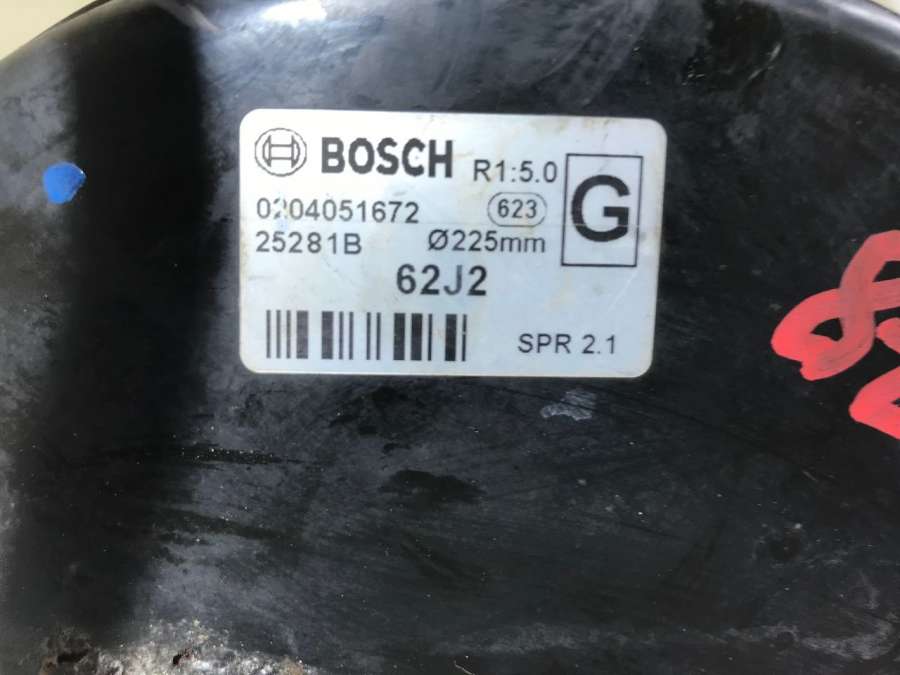 BOSCH R1:5.0
G
0204051672 623
25281B Ø225mm
62J2
SPR 2.1